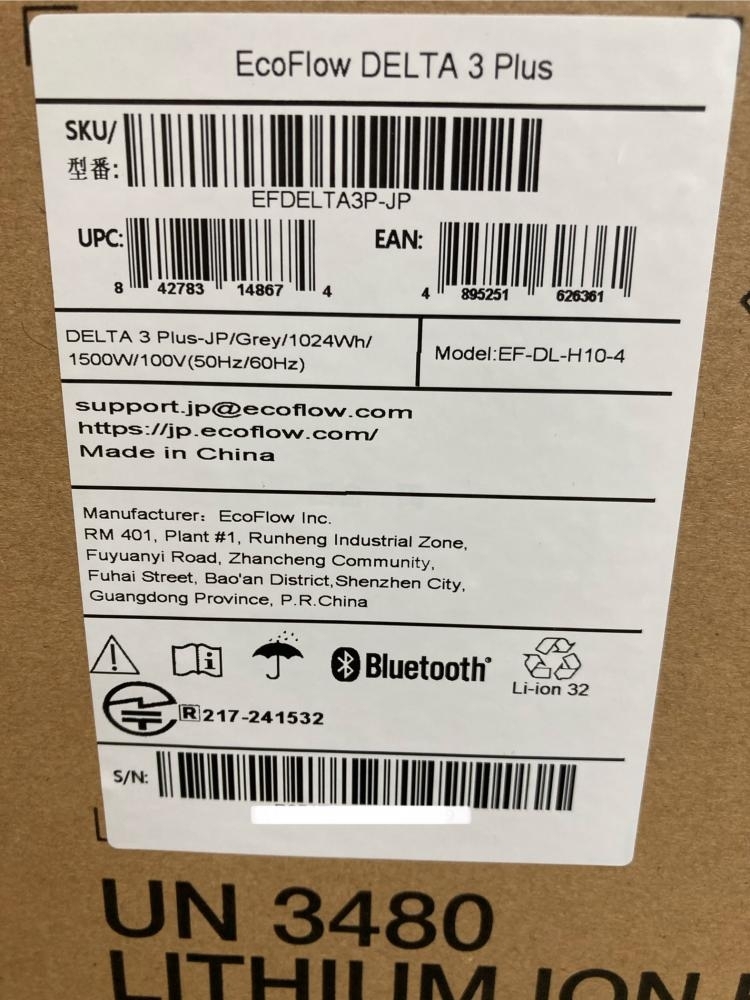 EcoFlow DELTA 3 Plus
SKU/
型番:
EFDELTA3P-JP
UPC:
8 42783 14867 4
EAN:
4 895251 626361
DELTA 3 Plus-JP/Grey/1024Wh/
1500W/100V(50Hz/60Hz)
Model:EF-DL-H10-4
support.jp@ecoflow.com
https://jp.ecoflow.com/
Made in China
Manufacturer: EcoFlow Inc.
RM 401, Plant #1, Runheng Industrial Zone,
Fuyuanyi Road, Zhancheng Community,
Fuhai Street, Bao'an District,Shenzhen City,
Guangdong Province, P.R.China
Bluetooth®
Li-ion 32
R 217-241532
S/N:
UN 3480
LITHIUM ION